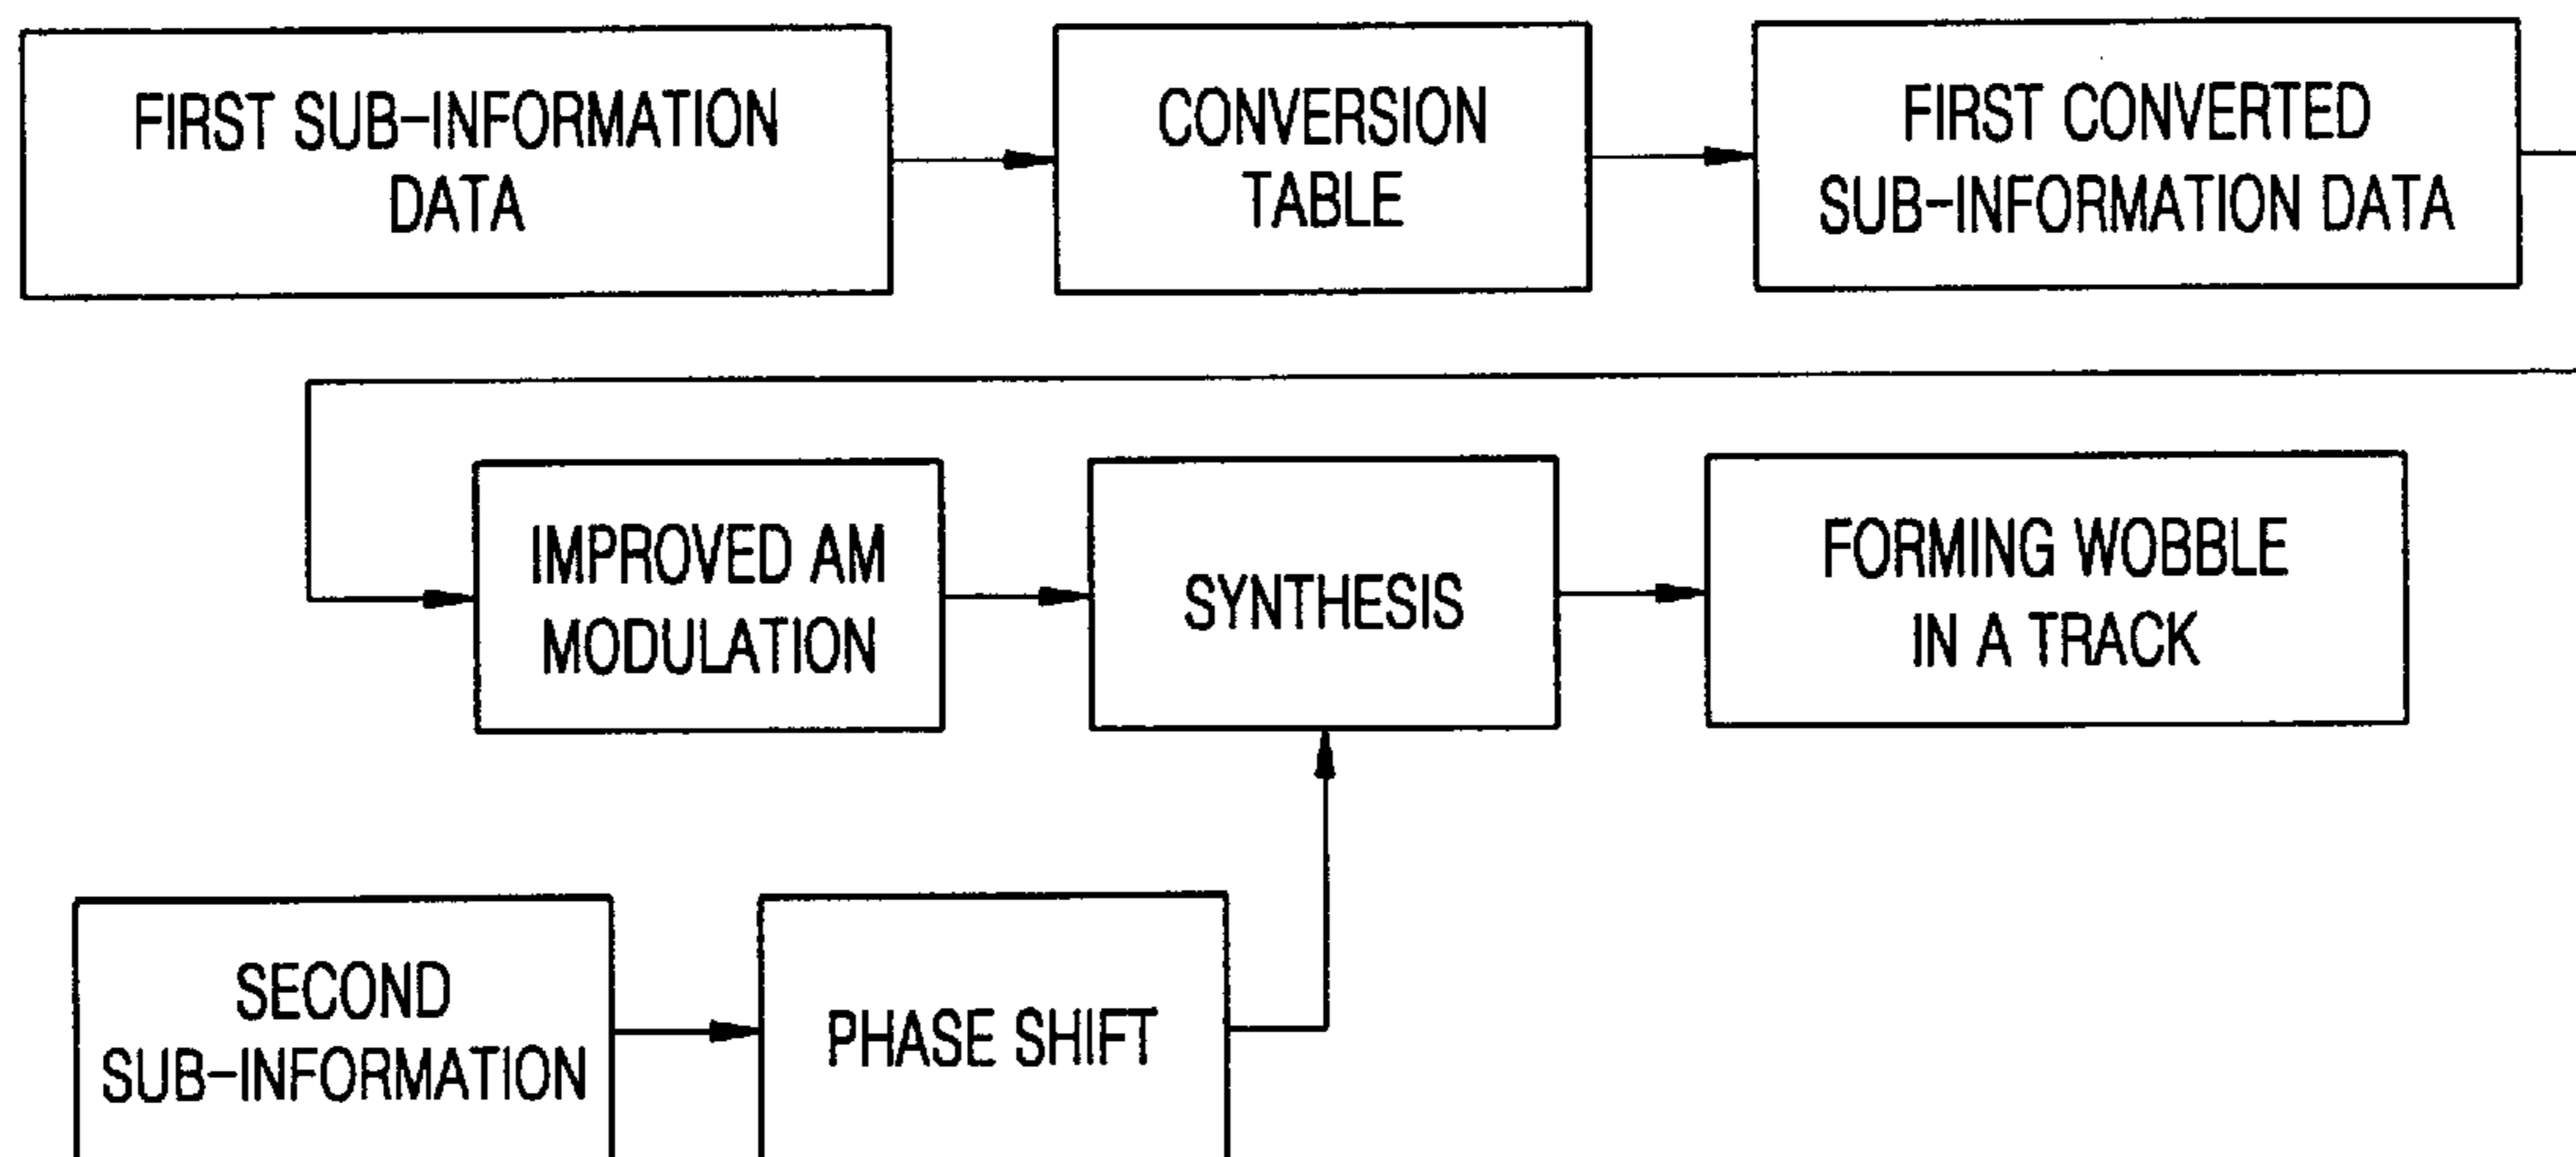 FIRST SUB-INFORMATION
DATA
CONVERSION
TABLE
FIRST CONVERTED
SUB-INFORMATION DATA
IMPROVED AM
MODULATION
SYNTHESIS
FORMING WOBBLE
IN A TRACK
SECOND
SUB-INFORMATION
PHASE SHIFT